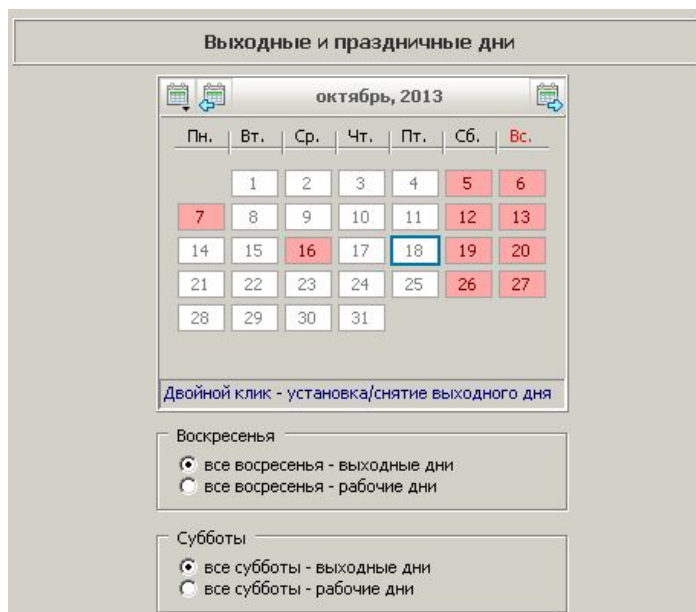 Выходные и праздничные дни
октябрь, 2013
Пн. Вт. Ср. Чт. Пт. Сб. Вс.
1 2 3 4 5 6
7 8 9 10 11 12 13
14 15 16 17 18 19 20
21 22 23 24 25 26 27
28 29 30 31
Двойной клик - установка/снятие выходного дня
Воскресенья
все восресенья - выходные дни
все восресенья - рабочие дни
Субботы
все субботы - выходные дни
все субботы - рабочие дни